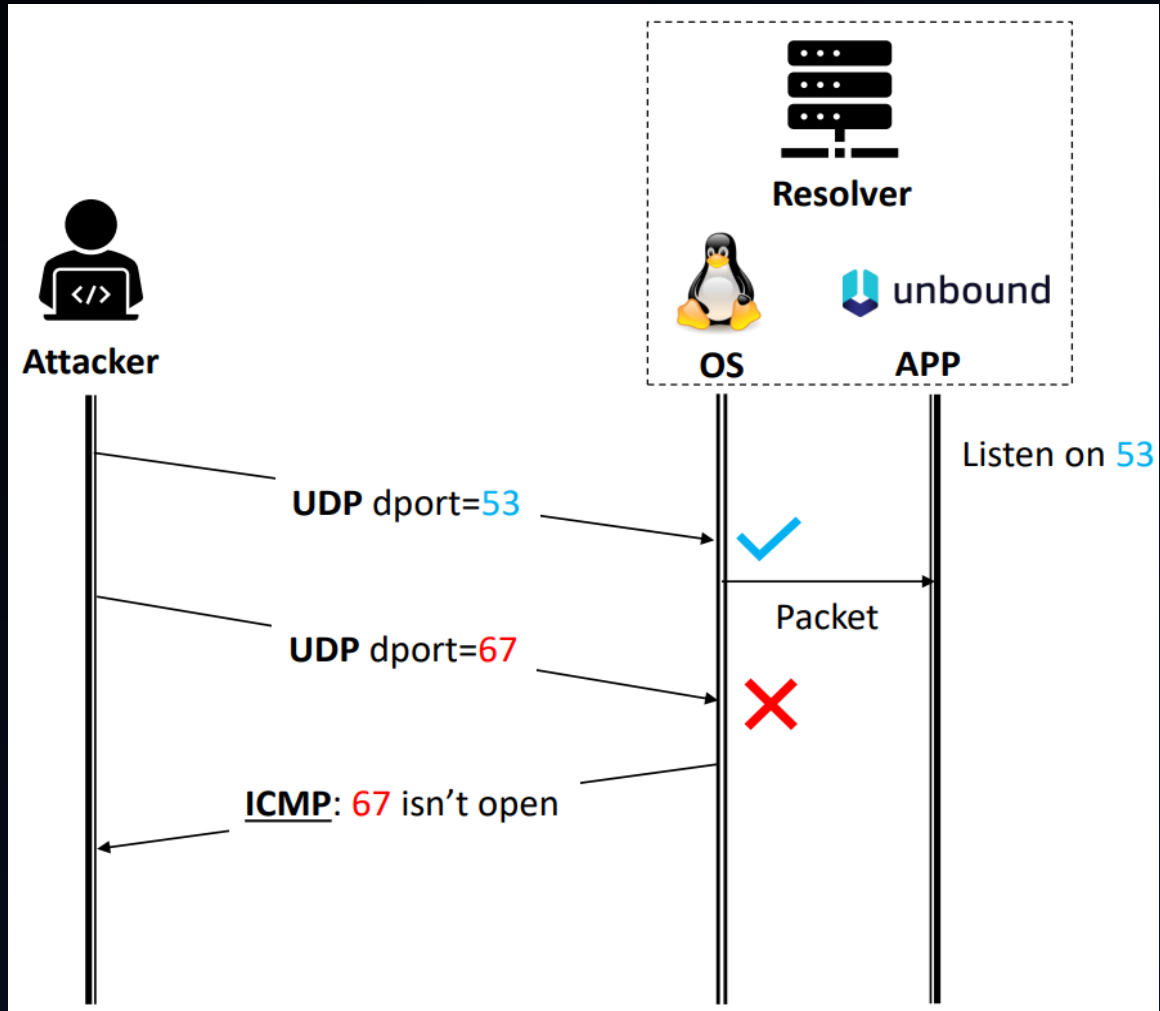 Resolver
</>
unbound
Attacker
OS
APP
Listen on 53
UDP dport=53
Packet
UDP dport=67
ICMP: 67 isn’t open